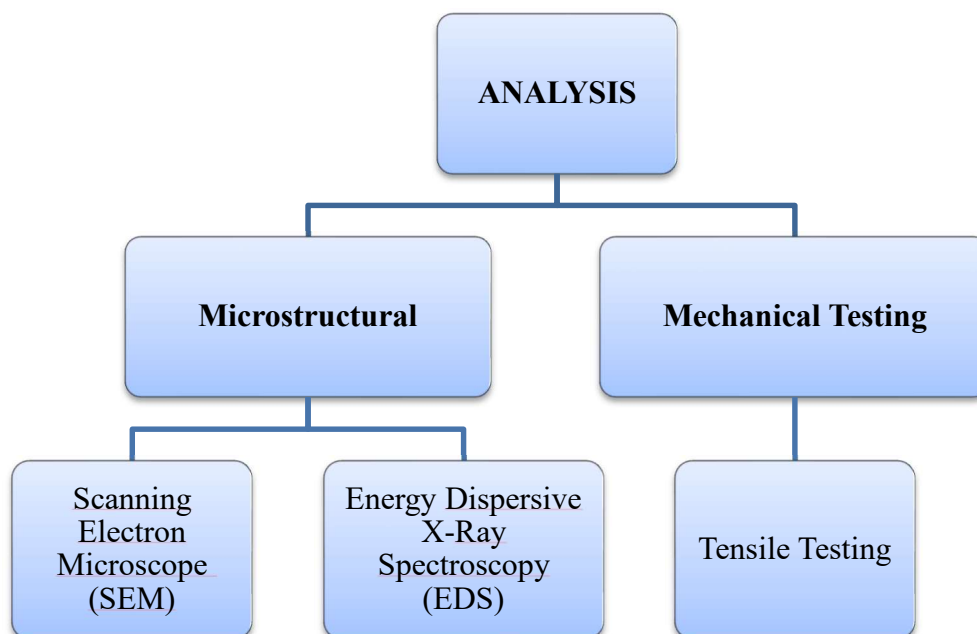 ANALYSIS
Microstructural
Mechanical Testing
Scanning
Electron
Microscope
(SEM)
Energy Dispersive
X-Ray
Spectroscopy
(EDS)
Tensile Testing